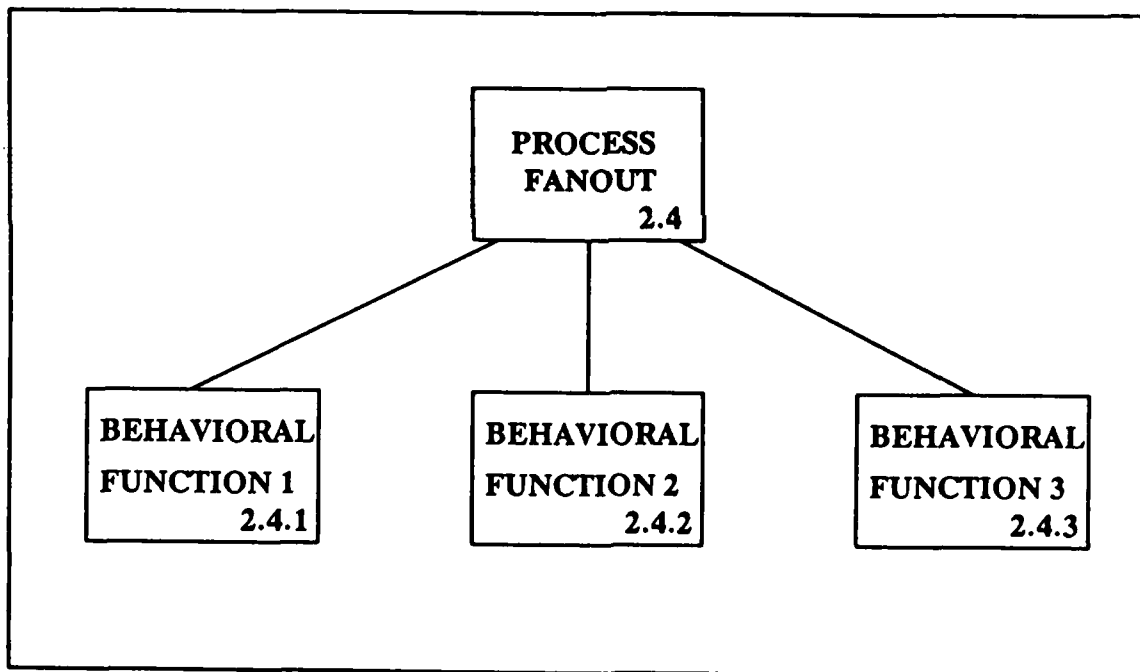 PROCESS
FANOUT
2.4
BEHAVIORAL
FUNCTION 1
2.4.1
BEHAVIORAL
FUNCTION 2
2.4.2
BEHAVIORAL
FUNCTION 3
2.4.3